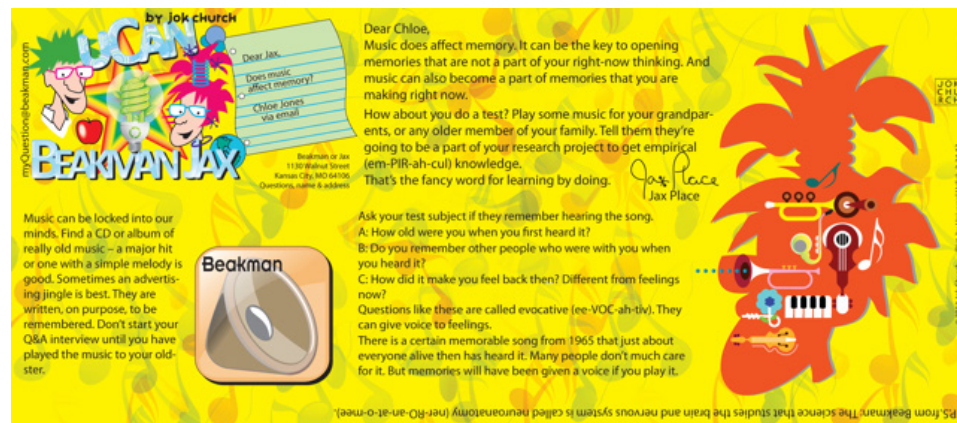 by jok church
UCAN
BEAKMAN JAX
myQuestion@beakman.com
Dear Jax,
Does music
affect memory?
Chloe Jones
via email
Beakman or Jax
1130 Walnut Street
Kansas City, MO 64106
Questions, name & address
Dear Chloe,
Music does affect memory. It can be the key to opening
memories that are not a part of your right-now thinking. And
music can also become a part of memories that you are
making right now.
How about you do a test? Play some music for your grandpar-
ents, or any older member of your family. Tell them they're
going to be a part of your research project to get empirical
(em-PIR-ah-cul) knowledge.
That's the fancy word for learning by doing.
Jax Place
Jax Place
Music can be locked into our
minds. Find a CD or album of
really old music – a major hit
or one with a simple melody is
good. Sometimes an advertis-
ing jingle is best. They are
written, on purpose, to be
remembered. Don't start your
Q&A interview until you have
played the music to your old-
ster.
Beakman
Ask your test subject if they remember hearing the song.
A: How old were you when you first heard it?
B: Do you remember other people who were with you when
you heard it?
C: How did it make you feel back then? Different from feelings
now?
Questions like these are called evocative (ee-VOC-ah-tiv). They
can give voice to feelings.
There is a certain memorable song from 1965 that just about
everyone alive then has heard it. Many people don't much care
for it. But memories will have been given a voice if you play it.
JOK
CHU
RCH
P.S. from Beakman: The science that studies the brain and nervous system is called neuroanatomy (ner-RO-an-at-o-mee).